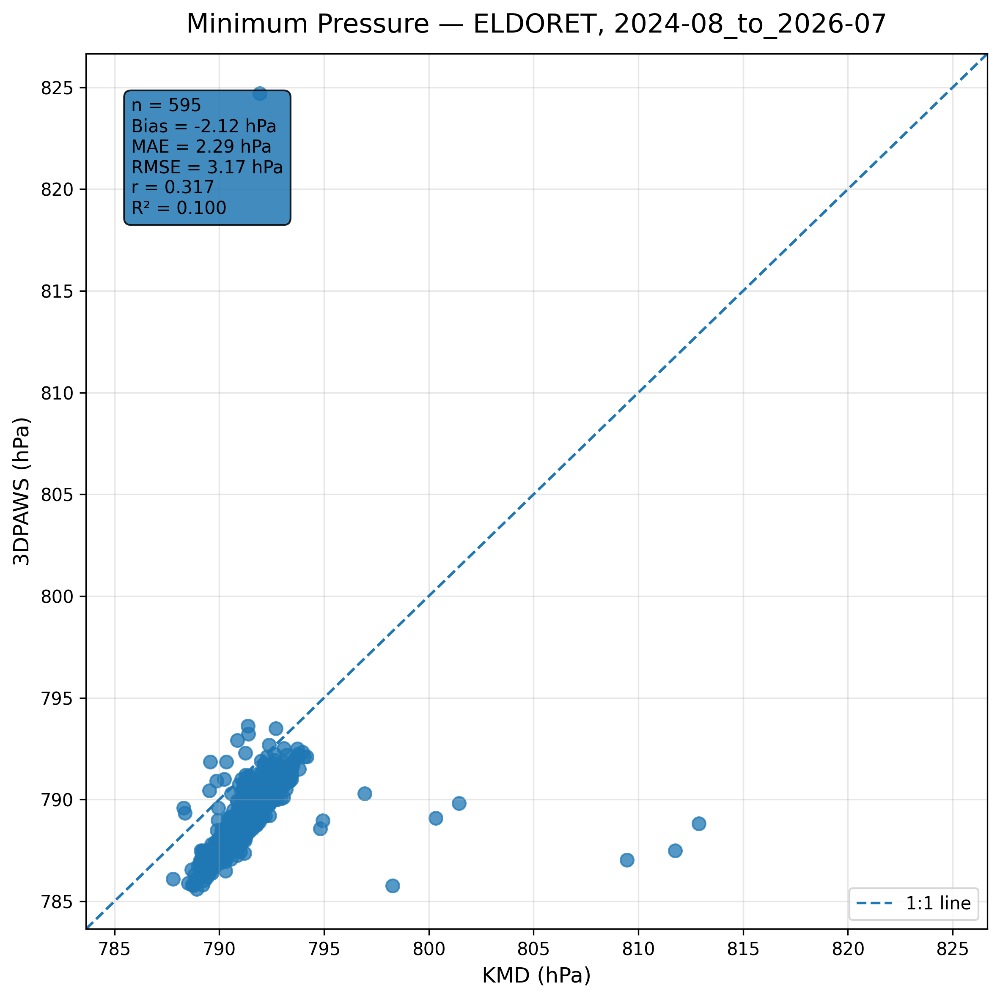 Minimum Pressure — ELDORET, 2024-08_to_2026-07
825
820
815
810
805
800
795
790
785
3DPAWS (hPa)
n = 595
Bias = -2.12 hPa
MAE = 2.29 hPa
RMSE = 3.17 hPa
r = 0.317
R² = 0.100
1:1 line
785 790 795 800 805 810 815 820 825
KMD (hPa)